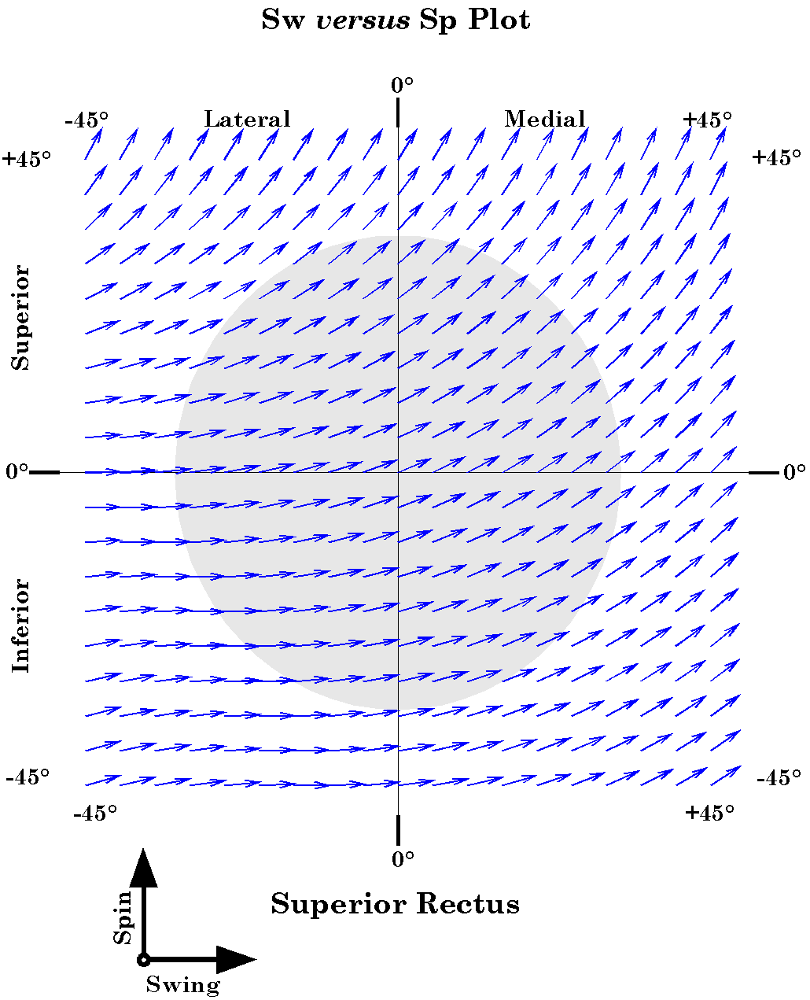 Sw versus Sp Plot
0°
-45° Lateral Medial +45°
+45° +45°
Superior
0° 0°
Inferior
-45° -45°
-45° +45°
0°
Spin
Superior Rectus
Swing